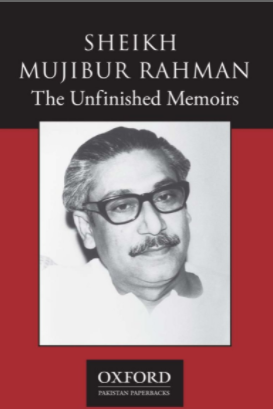 SHEIKH
MUJIBUR RAHMAN
The Unfinished Memoirs
OXFORD
PAKISTAN PAPERBACKS